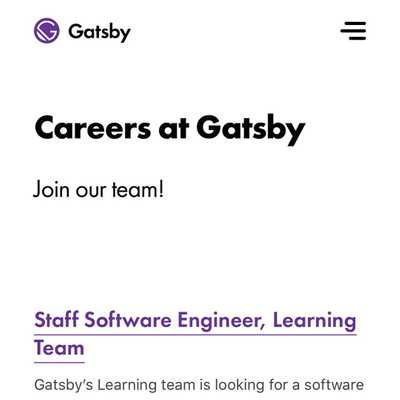 Gatsby
Careers at Gatsby
Join our team!
Staff Software Engineer, Learning
Team
Gatsby’s Learning team is looking for a software